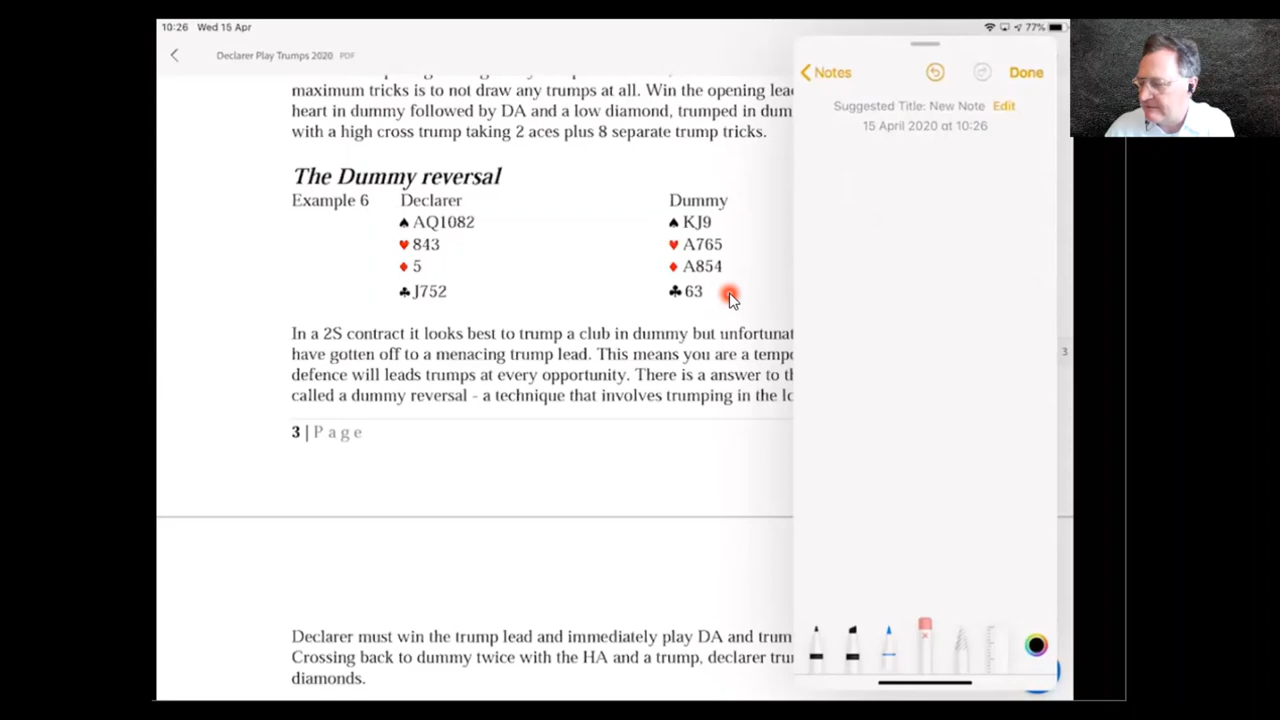 10:26 Wed 15 Apr
77%
Declarer Play Trumps 2020 PDF
Notes
Done
Suggested Title: New Note Edit
15 April 2020 at 10:26
maximum tricks is to not draw any trumps at all. Win the opening lea
heart in dummy followed by DA and a low diamond, trumped in dum
with a high cross trump taking 2 aces plus 8 separate trump tricks.
The Dummy reversal
Example 6 Declarer Dummy
♠ AQ1082 ♠ KJ9
♥ 843 ♥ A765
♦ 5 ♦ A854
♣ J752 ♣ 63
In a 2S contract it looks best to trump a club in dummy but unfortunat
have gotten off to a menacing trump lead. This means you are a tempo
defence will leads trumps at every opportunity. There is a answer to th
called a dummy reversal - a technique that involves trumping in the lo
3
3 | P a g e
Declarer must win the trump lead and immediately play DA and trum
Crossing back to dummy twice with the HA and a trump, declarer tru
diamonds.